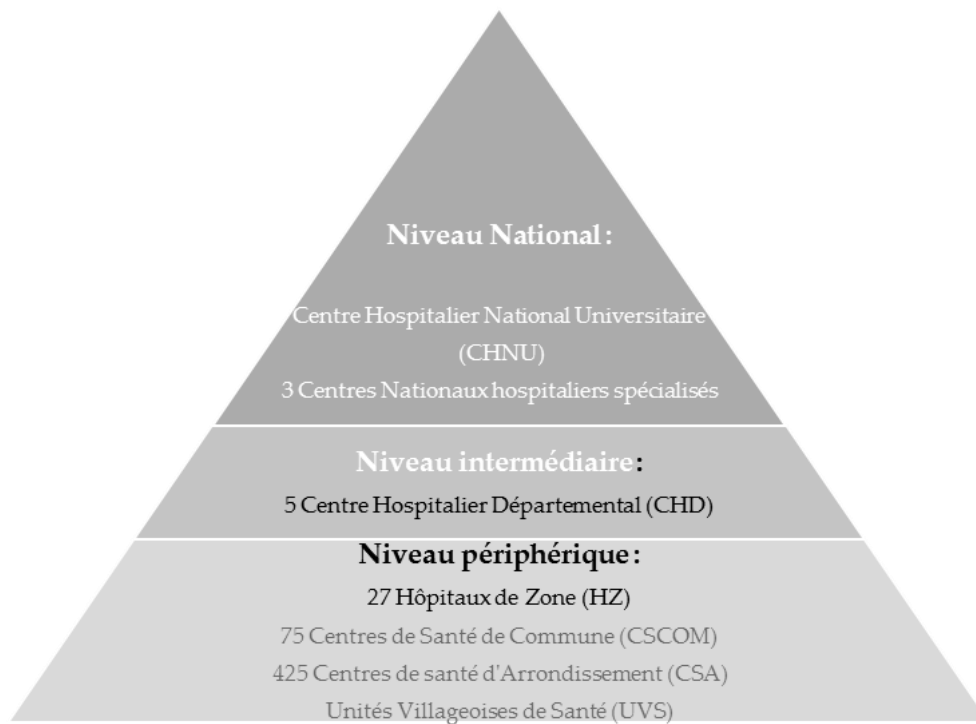 Niveau National :
Centre Hospitalier National Universitaire
(CHNU)
3 Centres Nationaux hospitaliers spécialisés
Niveau intermédiaire :
5 Centre Hospitalier Départemental (CHD)
Niveau périphérique :
27 Hôpitaux de Zone (HZ)
75 Centres de Santé de Commune (CSCOM)
425 Centres de santé d'Arrondissement (CSA)
Unités Villageoises de Santé (UVS)